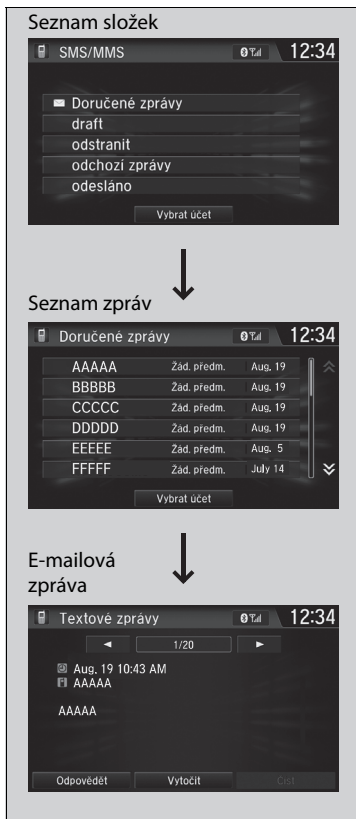 Seznam složek
SMS/MMS 12:34
Doručené zprávy
draft
odstranit
odchozí zprávy
odesláno
Vybrat účet
Seznam zpráv
Doručené zprávy 12:34
AAAAA Žád. předm. Aug. 19
BBBBB Žád. předm. Aug. 19
CCCCC Žád. předm. Aug. 19
DDDDD Žád. předm. Aug. 19
EEEEE Žád. předm. Aug. 5
FFFFF Žád. předm. July 14
Vybrat účet
E-mailová
zpráva
Textové zprávy 12:34
1/20
Aug. 19 10:43 AM
AAAAA
AAAAA
Odpovědět Vytočit Číst